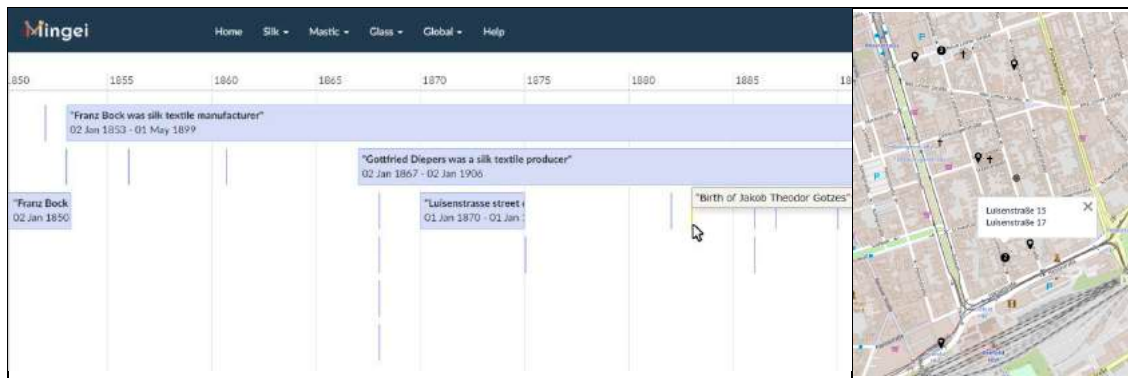 Mingei
Home Silk Mastic Glass Global Help
1855 1860 1865 1870 1875 1880 1885
"Franz Bock was silk textile manufacturer"
02 Jan 1853 - 01 May 1899
"Gottfried Diepers was a silk textile producer"
02 Jan 1867 - 02 Jan 1906
"Franz Bock
02 Jan 1850
"Luisenstrasse street
01 Jan 1870 - 01 Jan
"Birth of Jakob Theodor Gotzes"
Luisenstraße 15
Luisenstraße 17